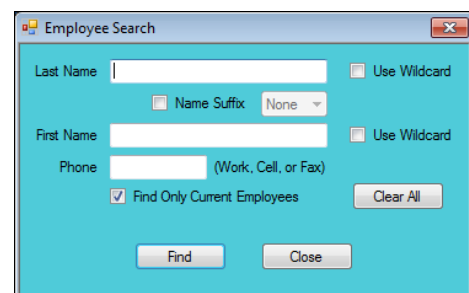 Employee Search
Last Name Use Wildcard
Name Suffix None
First Name Use Wildcard
Phone (Work, Cell, or Fax)
Find Only Current Employees Clear All
Find Close